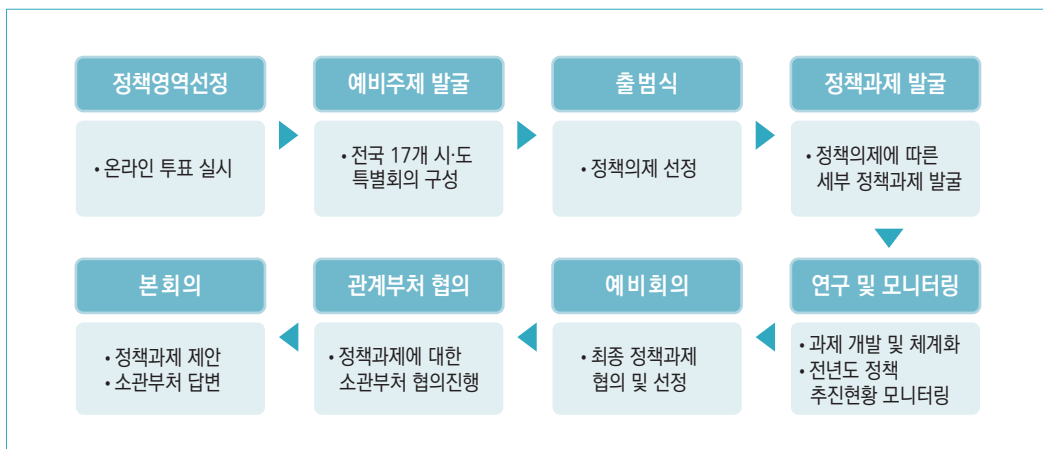 정책영역선정
• 온라인 투표 실시
예비주제 발굴
• 전국 17개 시·도
특별회의 구성
출범식
• 정책의제 선정
정책과제 발굴
• 정책의제에 따른
세부 정책과제 발굴
연구 및 모니터링
• 과제 개발 및 체계화
• 전년도 정책
추진현황 모니터링
예비회의
• 최종 정책과제
협의 및 선정
관계부처 협의
• 정책과제에 대한
소관부처 협의진행
본회의
• 정책과제 제안
• 소관부처 답변